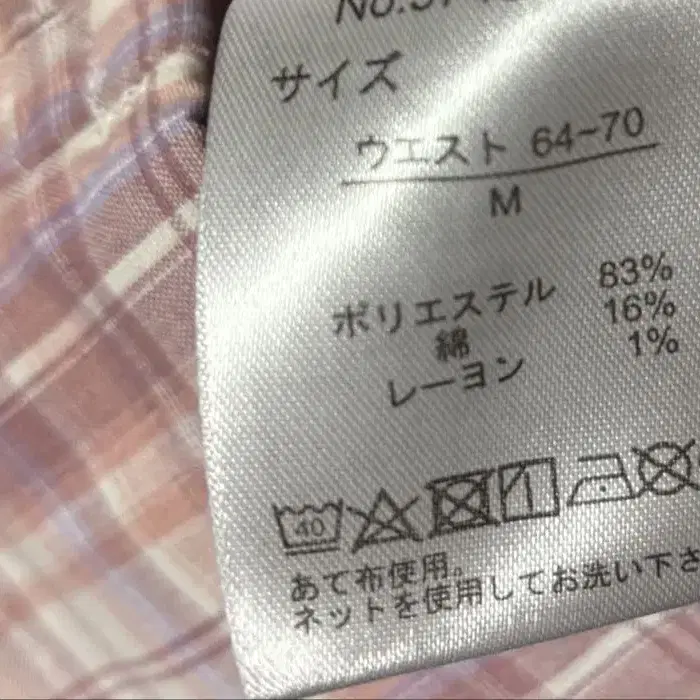 サイズ
ウエスト 64-70
M
ポリエステル 83%
綿 16%
レーヨン 1%
40
あて布使用。
ネットを使用してお洗い下さ